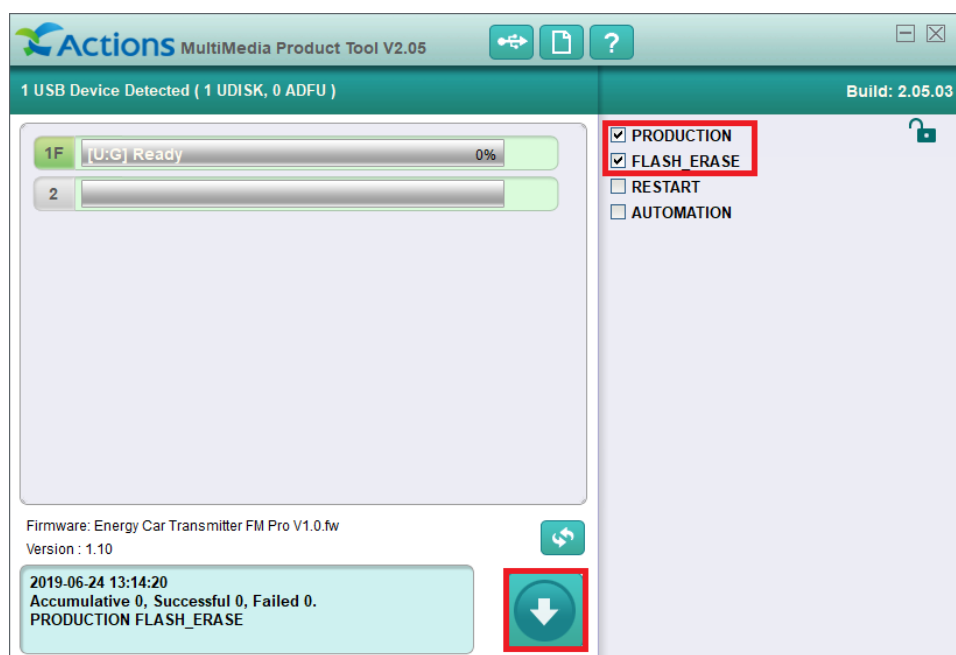 Actions MultiMedia Product Tool V2.05
?
1 USB Device Detected ( 1 UDISK, 0 ADFU )
Build: 2.05.03
1F [U:G] Ready 0%
2
PRODUCTION
FLASH_ERASE
RESTART
AUTOMATION
Firmware: Energy Car Transmitter FM Pro V1.0.fw
Version : 1.10
2019-06-24 13:14:20
Accumulative 0, Successful 0, Failed 0.
PRODUCTION FLASH_ERASE